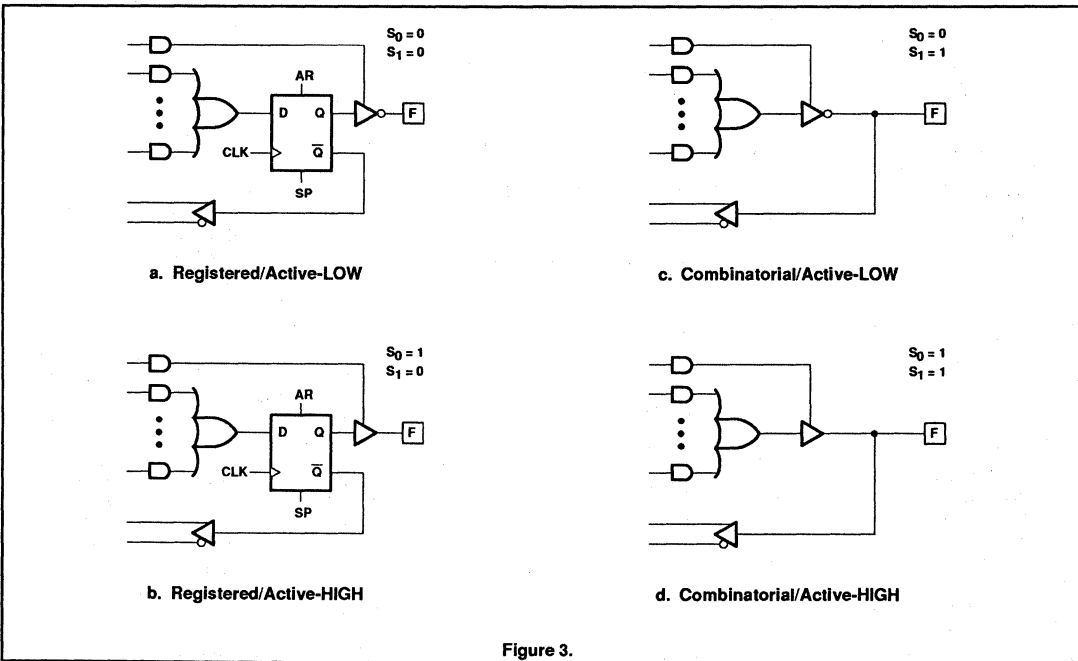 S0 = 0
S1 = 0
AR
D Q
F
CLK
Q̅
SP
a. Registered/Active-LOW
S0 = 0
S1 = 1
F
c. Combinatorial/Active-LOW
S0 = 1
S1 = 0
AR
D Q
F
CLK
Q̅
SP
b. Registered/Active-HIGH
S0 = 1
S1 = 1
F
d. Combinatorial/Active-HIGH
Figure 3.